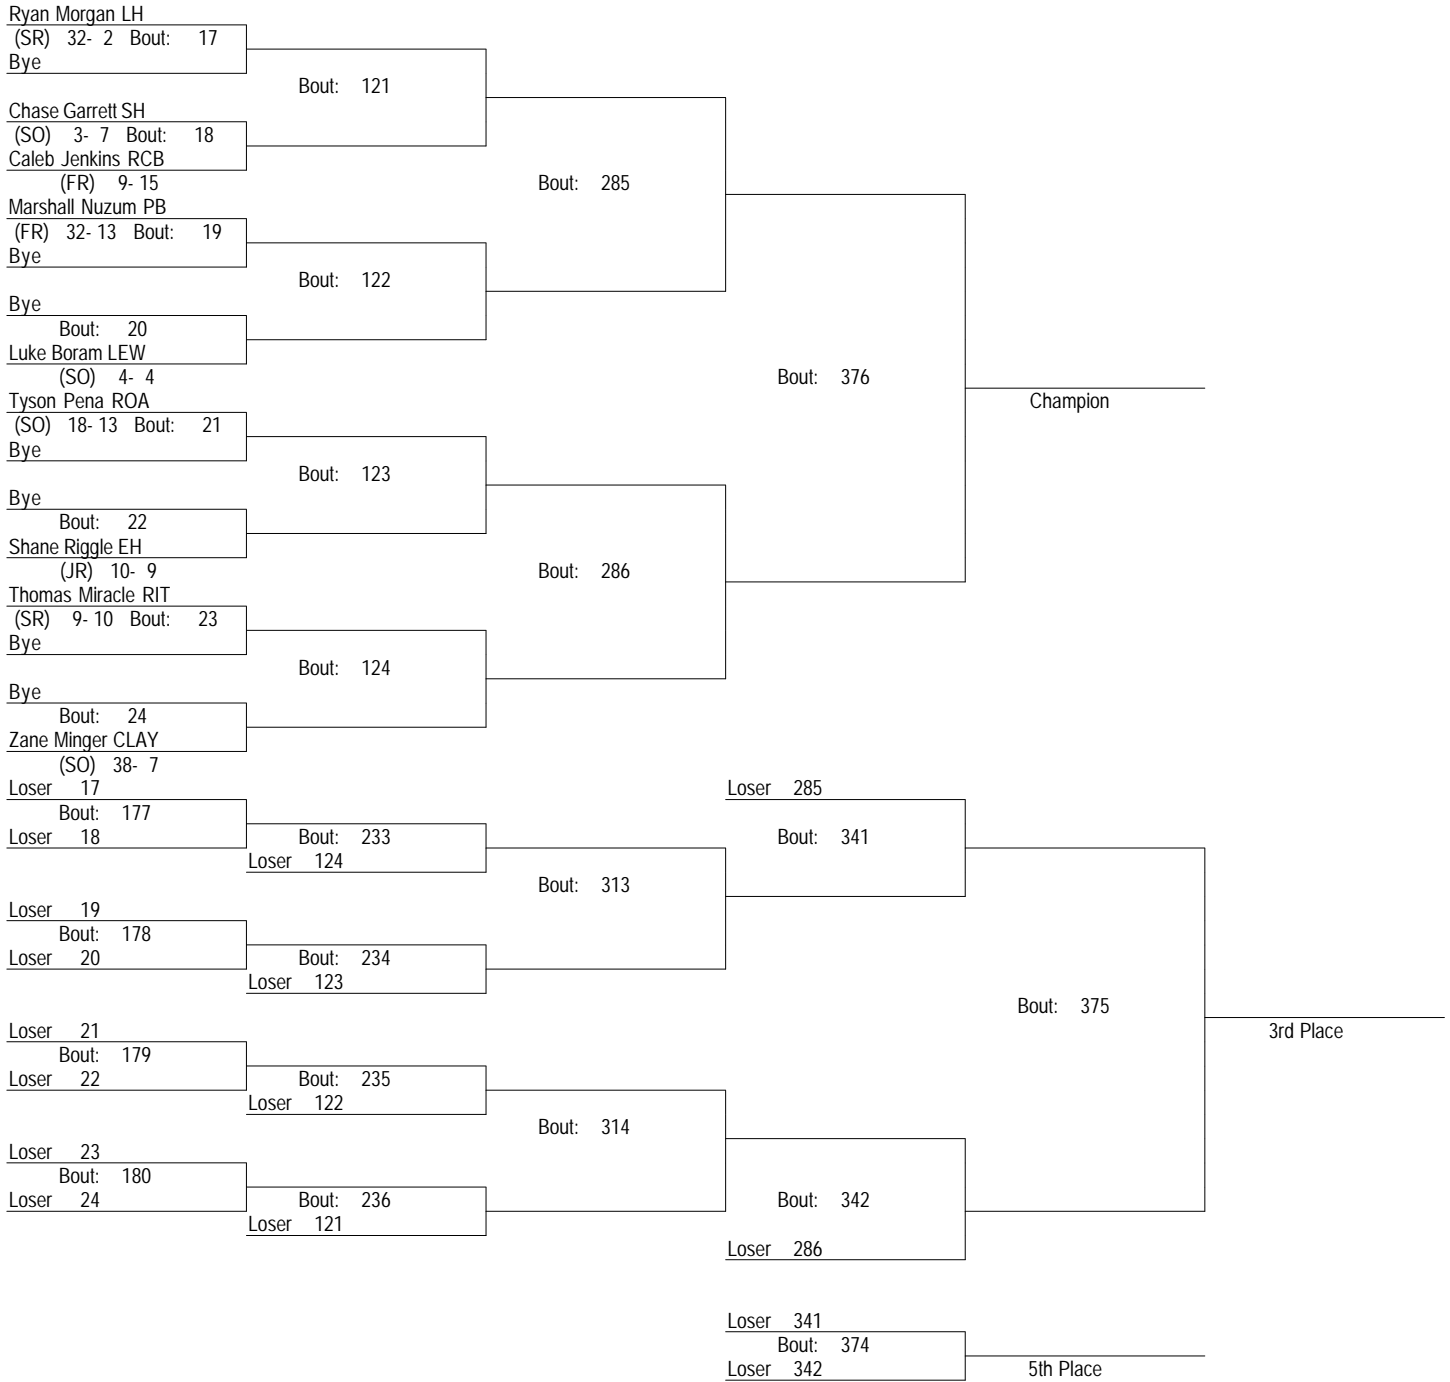 Ryan Morgan LH
(SR) 32- 2 Bout: 17
Bye
Bout: 121
Chase Garrett SH
(SO) 3- 7 Bout: 18
Caleb Jenkins RCB
(FR) 9- 15
Bout: 285
Marshall Nuzum PB
(FR) 32- 13 Bout: 19
Bye
Bout: 122
Bye
Bout: 20
Luke Boram LEW
(SO) 4- 4
Bout: 376
Champion
Tyson Pena ROA
(SO) 18- 13 Bout: 21
Bye
Bout: 123
Bye
Bout: 22
Shane Riggle EH
(JR) 10- 9
Bout: 286
Thomas Miracle RIT
(SR) 9- 10 Bout: 23
Bye
Bout: 124
Bye
Bout: 24
Zane Minger CLAY
(SO) 38- 7
Loser 17
Bout: 177
Loser 18
Bout: 233
Loser 124
Loser 285
Bout: 341
Bout: 313
Loser 19
Bout: 178
Loser 20
Bout: 234
Loser 123
Bout: 375
3rd Place
Loser 21
Bout: 179
Loser 22
Bout: 235
Loser 122
Bout: 314
Loser 23
Bout: 180
Loser 24
Bout: 236
Loser 121
Bout: 342
Loser 286
Loser 341
Bout: 374
Loser 342
5th Place